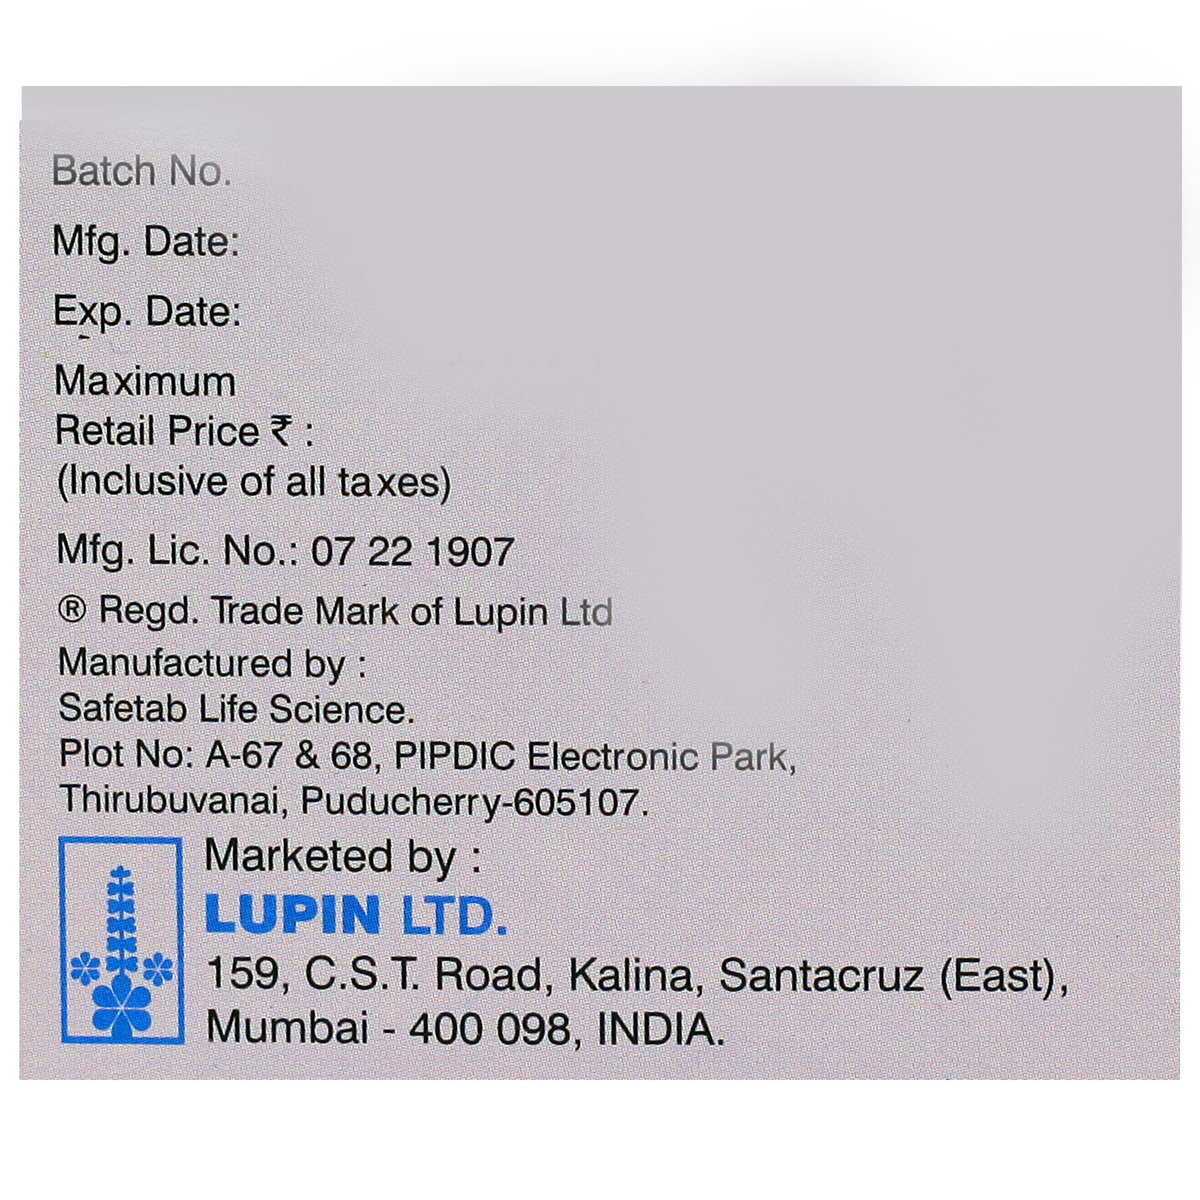 Batch No.
Mfg. Date:
Exp. Date:
Maximum
Retail Price ₹ :
(Inclusive of all taxes)
Mfg. Lic. No.: 07 22 1907
® Regd. Trade Mark of Lupin Ltd
Manufactured by :
Safetab Life Science.
Plot No: A-67 & 68, PIPDIC Electronic Park,
Thirubuvanai, Puducherry-605107.
Marketed by :
LUPIN LTD.
159, C.S.T. Road, Kalina, Santacruz (East),
Mumbai - 400 098, INDIA.